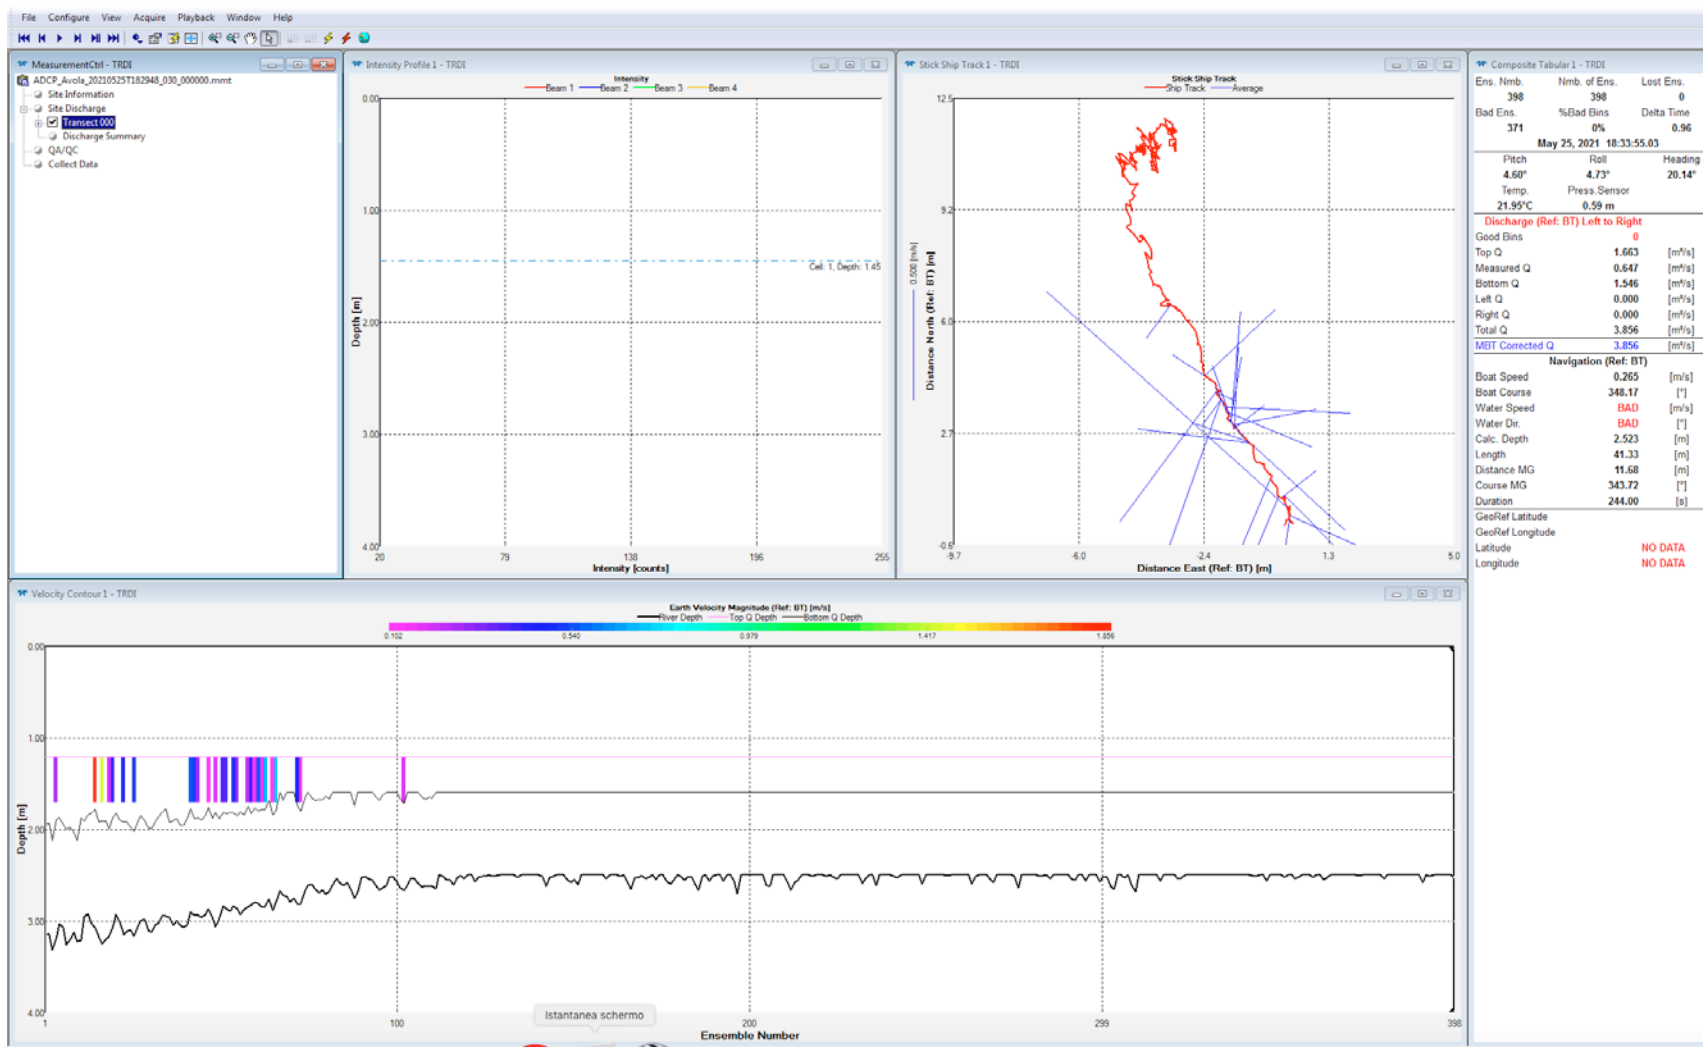 File Configure View Acquire Playback Window Help
MeasurementCtrl - TRDI
ADCP_Avola_20210525T182948_030_000000.mmt
Site Information
Site Discharge
Transect 000
Discharge Summary
QA/QC
Collect Data
Intensity Profile 1 - TRDI
Intensity
Beam 1 Beam 2 Beam 3 Beam 4
0.00
1.00
Cell: 1, Depth: 1.45
2.00
3.00
4.00
Depth [m]
20 79 138 196 255
Intensity [counts]
Stick Ship Track 1 - TRDI
Stick Ship Track
Ship Track Average
12.5
9.2
6.0
2.7
-0.6
0.500 [m/s]
Distance North (Ref: BT) [m]
-9.7 -6.0 -2.4 1.3 5.0
Distance East (Ref: BT) [m]
Composite Tabular 1 - TRDI
Ens. Nmb. Nmb. of Ens. Lost Ens.
398 398 0
Bad Ens. %Bad Bins Delta Time
371 0% 0.96
May 25, 2021 18:33:55.03
Pitch Roll Heading
4.60° 4.73° 20.14°
Temp. Press.Sensor
21.95°C 0.59 m
Discharge (Ref: BT) Left to Right
Good Bins 0
Top Q 1.663 [m³/s]
Measured Q 0.647 [m³/s]
Bottom Q 1.546 [m³/s]
Left Q 0.000 [m³/s]
Right Q 0.000 [m³/s]
Total Q 3.856 [m³/s]
MBT Corrected Q 3.856 [m³/s]
Navigation (Ref: BT)
Boat Speed 0.265 [m/s]
Boat Course 348.17 [°]
Water Speed BAD [m/s]
Water Dir. BAD [°]
Calc. Depth 2.523 [m]
Length 41.33 [m]
Distance MG 11.68 [m]
Course MG 343.72 [°]
Duration 244.00 [s]
GeoRef Latitude
GeoRef Longitude
Latitude NO DATA
Longitude NO DATA
Velocity Contour 1 - TRDI
Earth Velocity Magnitude (Ref: BT) [m/s]
River Depth Top Q Depth Bottom Q Depth
0.102 0.540 0.979 1.417 1.856
0.00
1.00
2.00
3.00
4.00
Depth [m]
1 100 200 299 398
Ensemble Number
Istantanea schermo